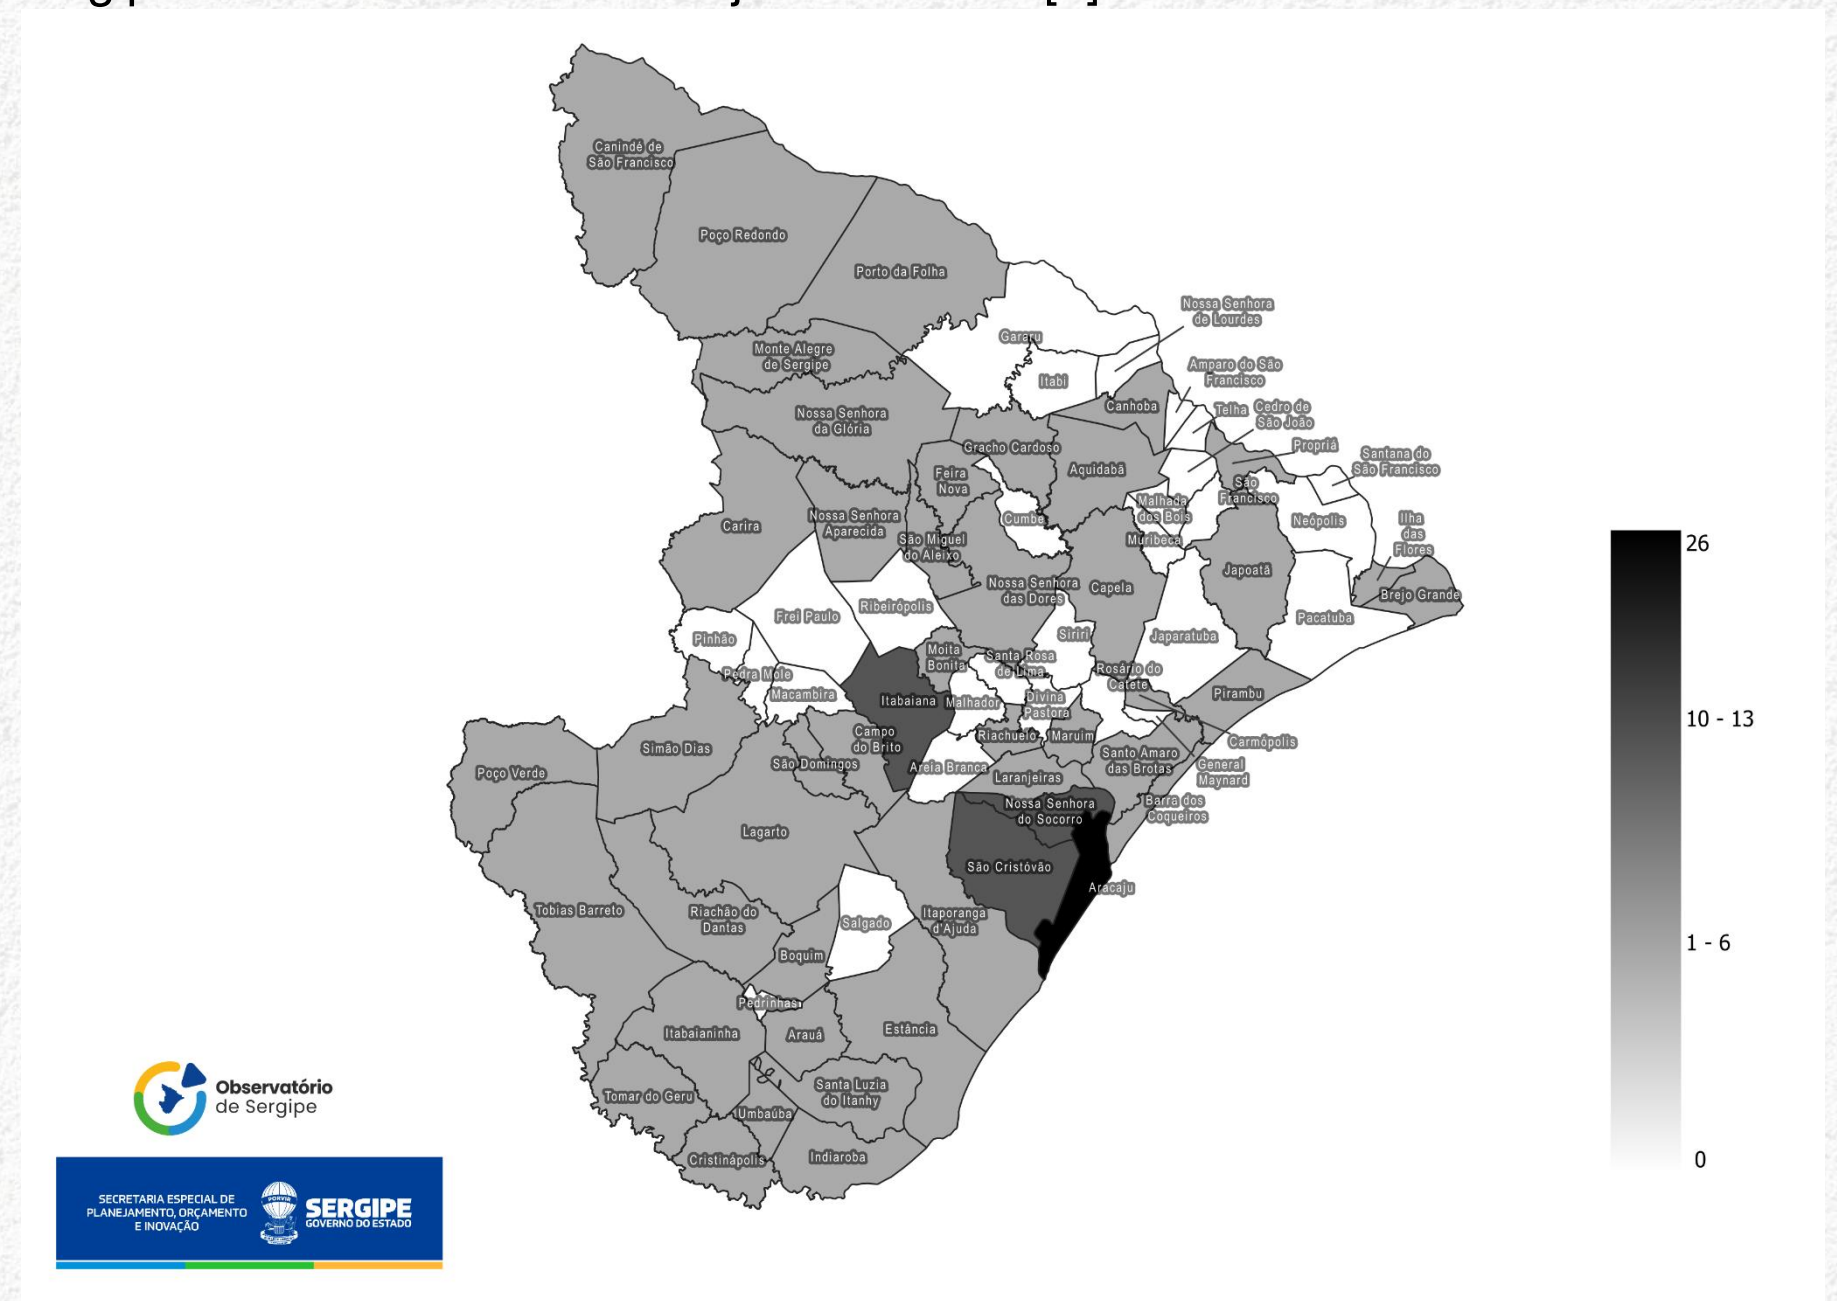 Canindé de
São Francisco
Poço Redondo
Porto da Folha
Nossa Senhora
de Lourdes
Gararu
Monte Alegre
de Sergipe
Itabi
Amparo do São
Francisco
Nossa Senhora
da Glória
Canhoba
Telha
Cedro de
São João
Propriá
Gracho Cardoso
Aquidabã
Santana do
São Francisco
Feira
Nova
São
Francisco
Malhada
dos Bois
Carira
Nossa Senhora
Aparecida
Cumbe
Neópolis
Ilha
das
Flores
São Miguel
do Aleixo
Muribeca
Japoatã
Nossa Senhora
das Dores
Capela
Brejo Grande
Frei Paulo
Ribeirópolis
Pacatuba
Pinhão
Siriri
Japaratuba
Moita
Bonita
Santa Rosa
de Lima
Pedra Mole
Rosário do
Catete
Macambira
Itabaiana
Malhador
Divina
Pastora
Pirambu
Campo
do Brito
Riachuelo
Maruim
Carmópolis
Simão Dias
Poço Verde
São Domingos
Areia Branca
Santo Amaro
das Brotas
General
Maynard
Laranjeiras
Nossa Senhora
do Socorro
Barra dos
Coqueiros
Lagarto
São Cristóvão
Aracaju
Tobias Barreto
Riachão do
Dantas
Salgado
Itaporanga
d'Ajuda
Boquim
Pedrinhas
Itabaianinha
Arauá
Estância
Tomar do Geru
Santa Luzia
do Itanhy
Umbaúba
Cristinápolis
Indiaroba
26
10 - 13
1 - 6
0
Observatório
de Sergipe
SECRETARIA ESPECIAL DE
PLANEJAMENTO, ORÇAMENTO
E INOVAÇÃO
SERGIPE
GOVERNO DO ESTADO